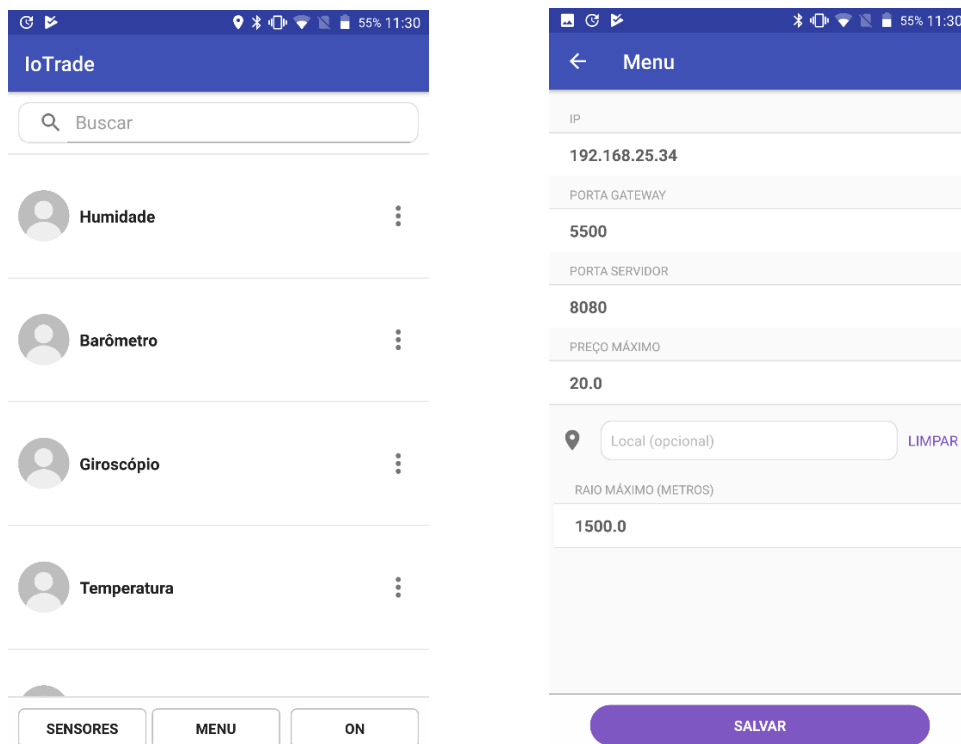 55% 11:30
IoTrade
Buscar
Humidade
Barômetro
Giroscópio
Temperatura
SENSORES MENU ON
55% 11:30
Menu
IP
192.168.25.34
PORTA GATEWAY
5500
PORTA SERVIDOR
8080
PREÇO MÁXIMO
20.0
Local (opcional) LIMPAR
RAIO MÁXIMO (METROS)
1500.0
SALVAR